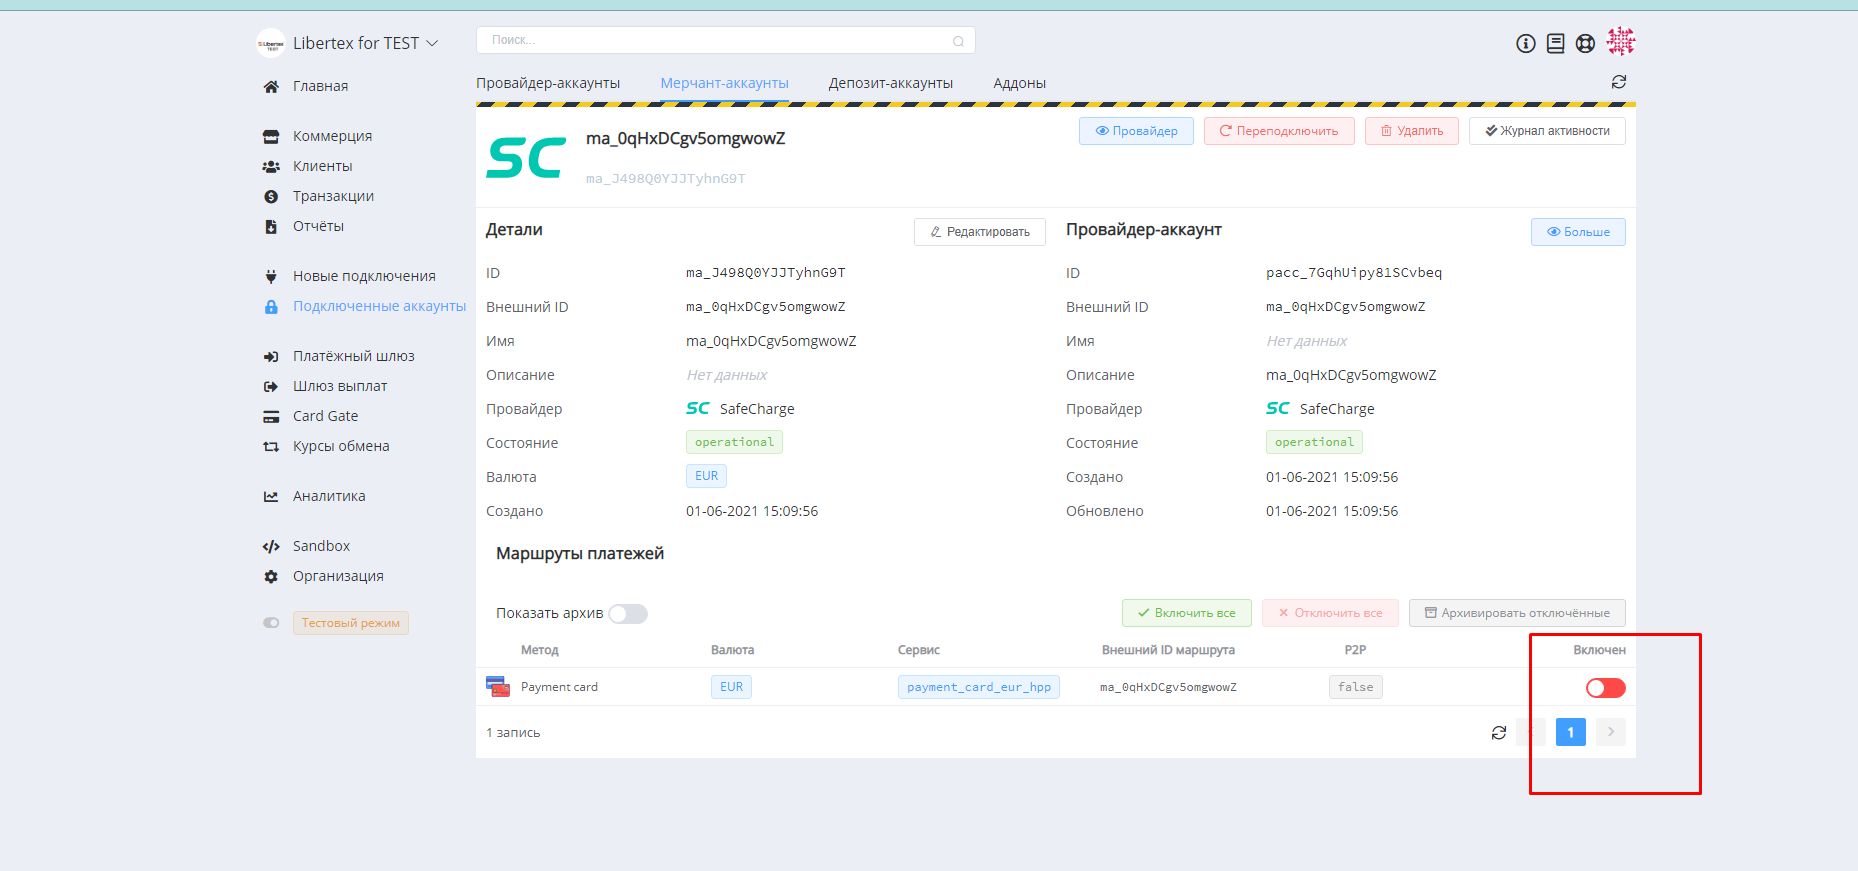 Libertex for TEST
Поиск...
Главная
Коммерция
Клиенты
Транзакции
Отчёты
Новые подключения
Подключенные аккаунты
Платёжный шлюз
Шлюз выплат
Card Gate
Курсы обмена
Аналитика
Sandbox
Организация
Тестовый режим
Провайдер-аккаунты Мерчант-аккаунты Депозит-аккаунты Аддоны
SC
ma_0qHxDCgv5omgwowZ
ma_J498Q0YJJTyhnG9T
Провайдер Переподключить Удалить Журнал активности
Детали Редактировать
ID ma_J498Q0YJJTyhnG9T
Внешний ID ma_0qHxDCgv5omgwowZ
Имя ma_0qHxDCgv5omgwowZ
Описание Нет данных
Провайдер SC SafeCharge
Состояние operational
Валюта EUR
Создано 01-06-2021 15:09:56
Провайдер-аккаунт Больше
ID pacc_7GqhUipy8lSCvbeq
Внешний ID ma_0qHxDCgv5omgwowZ
Имя Нет данных
Описание ma_0qHxDCgv5omgwowZ
Провайдер SC SafeCharge
Состояние operational
Создано 01-06-2021 15:09:56
Обновлено 01-06-2021 15:09:56
Маршруты платежей
Показать архив Включить все Отключить все Архивировать отключённые
Метод Валюта Сервис Внешний ID маршрута P2P Включен
Payment card EUR payment_card_eur_hpp ma_0qHxDCgv5omgwowZ false
1 запись 1